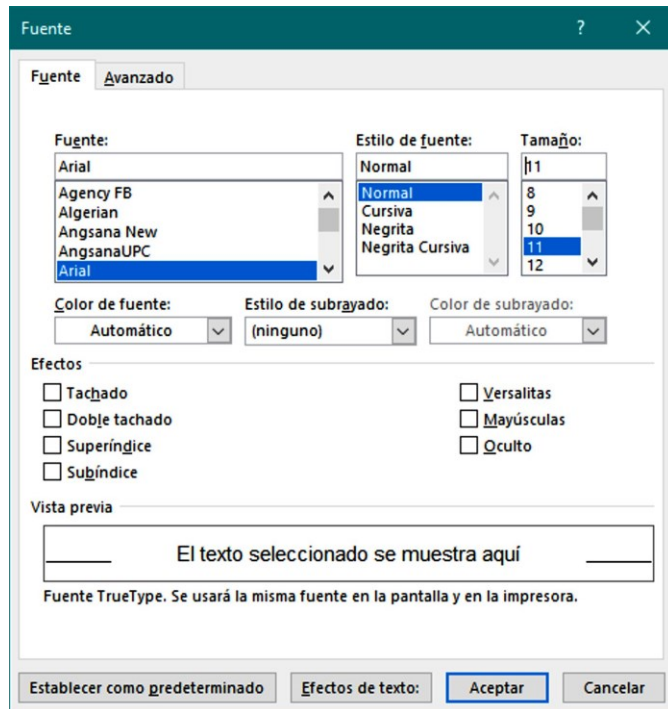 Fuente ?
Fuente Avanzado
Fuente: Estilo de fuente: Tamaño:
Arial Normal 11
Agency FB Normal 8
Algerian Cursiva 9
Angsana New Negrita 10
AngsanaUPC Negrita Cursiva 11
Arial 12
Color de fuente: Estilo de subrayado: Color de subrayado:
Automático (ninguno) Automático
Efectos
Tachado Versalitas
Doble tachado Mayúsculas
Superíndice Oculto
Subíndice
Vista previa
El texto seleccionado se muestra aquí
Fuente TrueType. Se usará la misma fuente en la pantalla y en la impresora.
Establecer como predeterminado Efectos de texto: Aceptar Cancelar